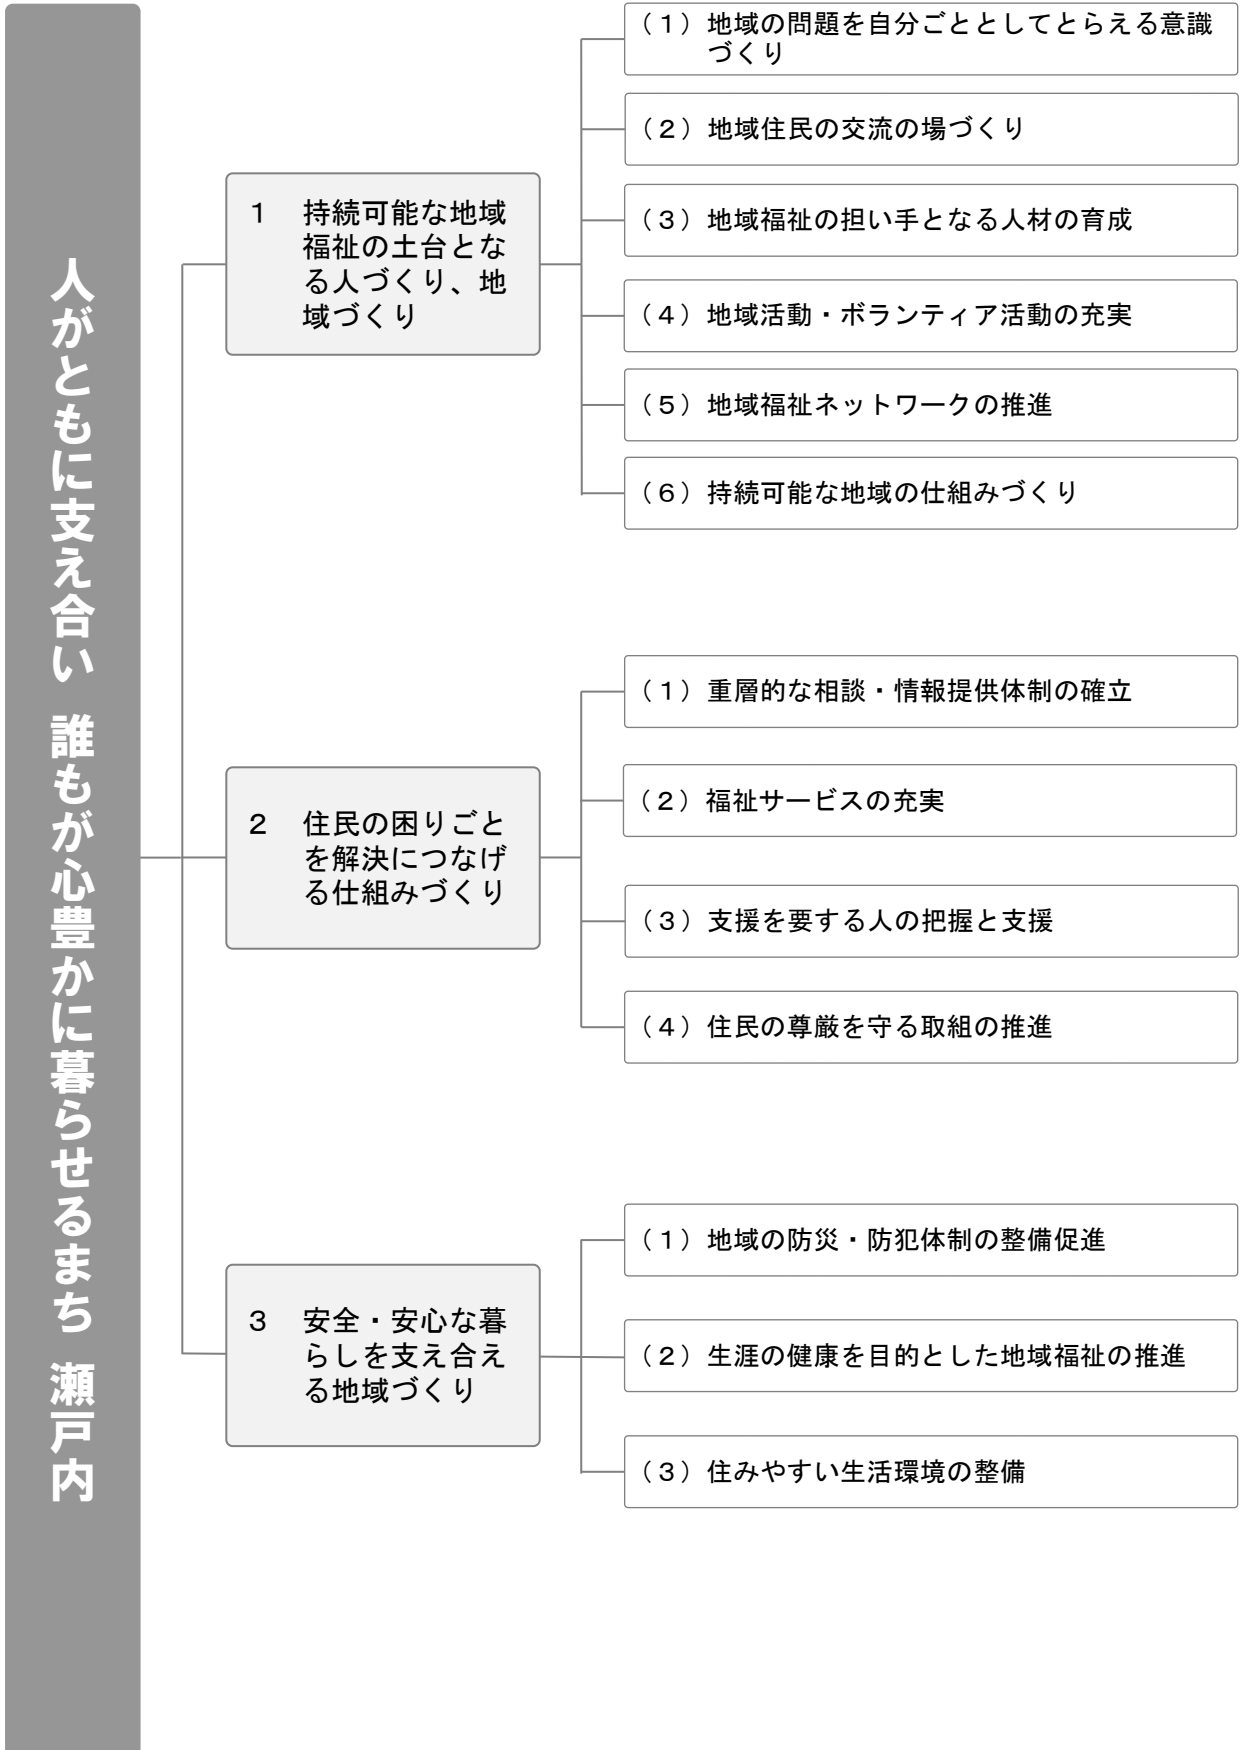 人がともに支え合い 誰もが心豊かに暮らせるまち 瀬戸内
1 持続可能な地域
福祉の土台とな
る人づくり、地
域づくり
（1）地域の問題を自分ごととしてとらえる意識
づくり
（2）地域住民の交流の場づくり
（3）地域福祉の担い手となる人材の育成
（4）地域活動・ボランティア活動の充実
（5）地域福祉ネットワークの推進
（6）持続可能な地域の仕組みづくり
2 住民の困りごと
を解決につなげ
る仕組みづくり
（1）重層的な相談・情報提供体制の確立
（2）福祉サービスの充実
（3）支援を要する人の把握と支援
（4）住民の尊厳を守る取組の推進
3 安全・安心な暮
らしを支え合え
る地域づくり
（1）地域の防災・防犯体制の整備促進
（2）生涯の健康を目的とした地域福祉の推進
（3）住みやすい生活環境の整備